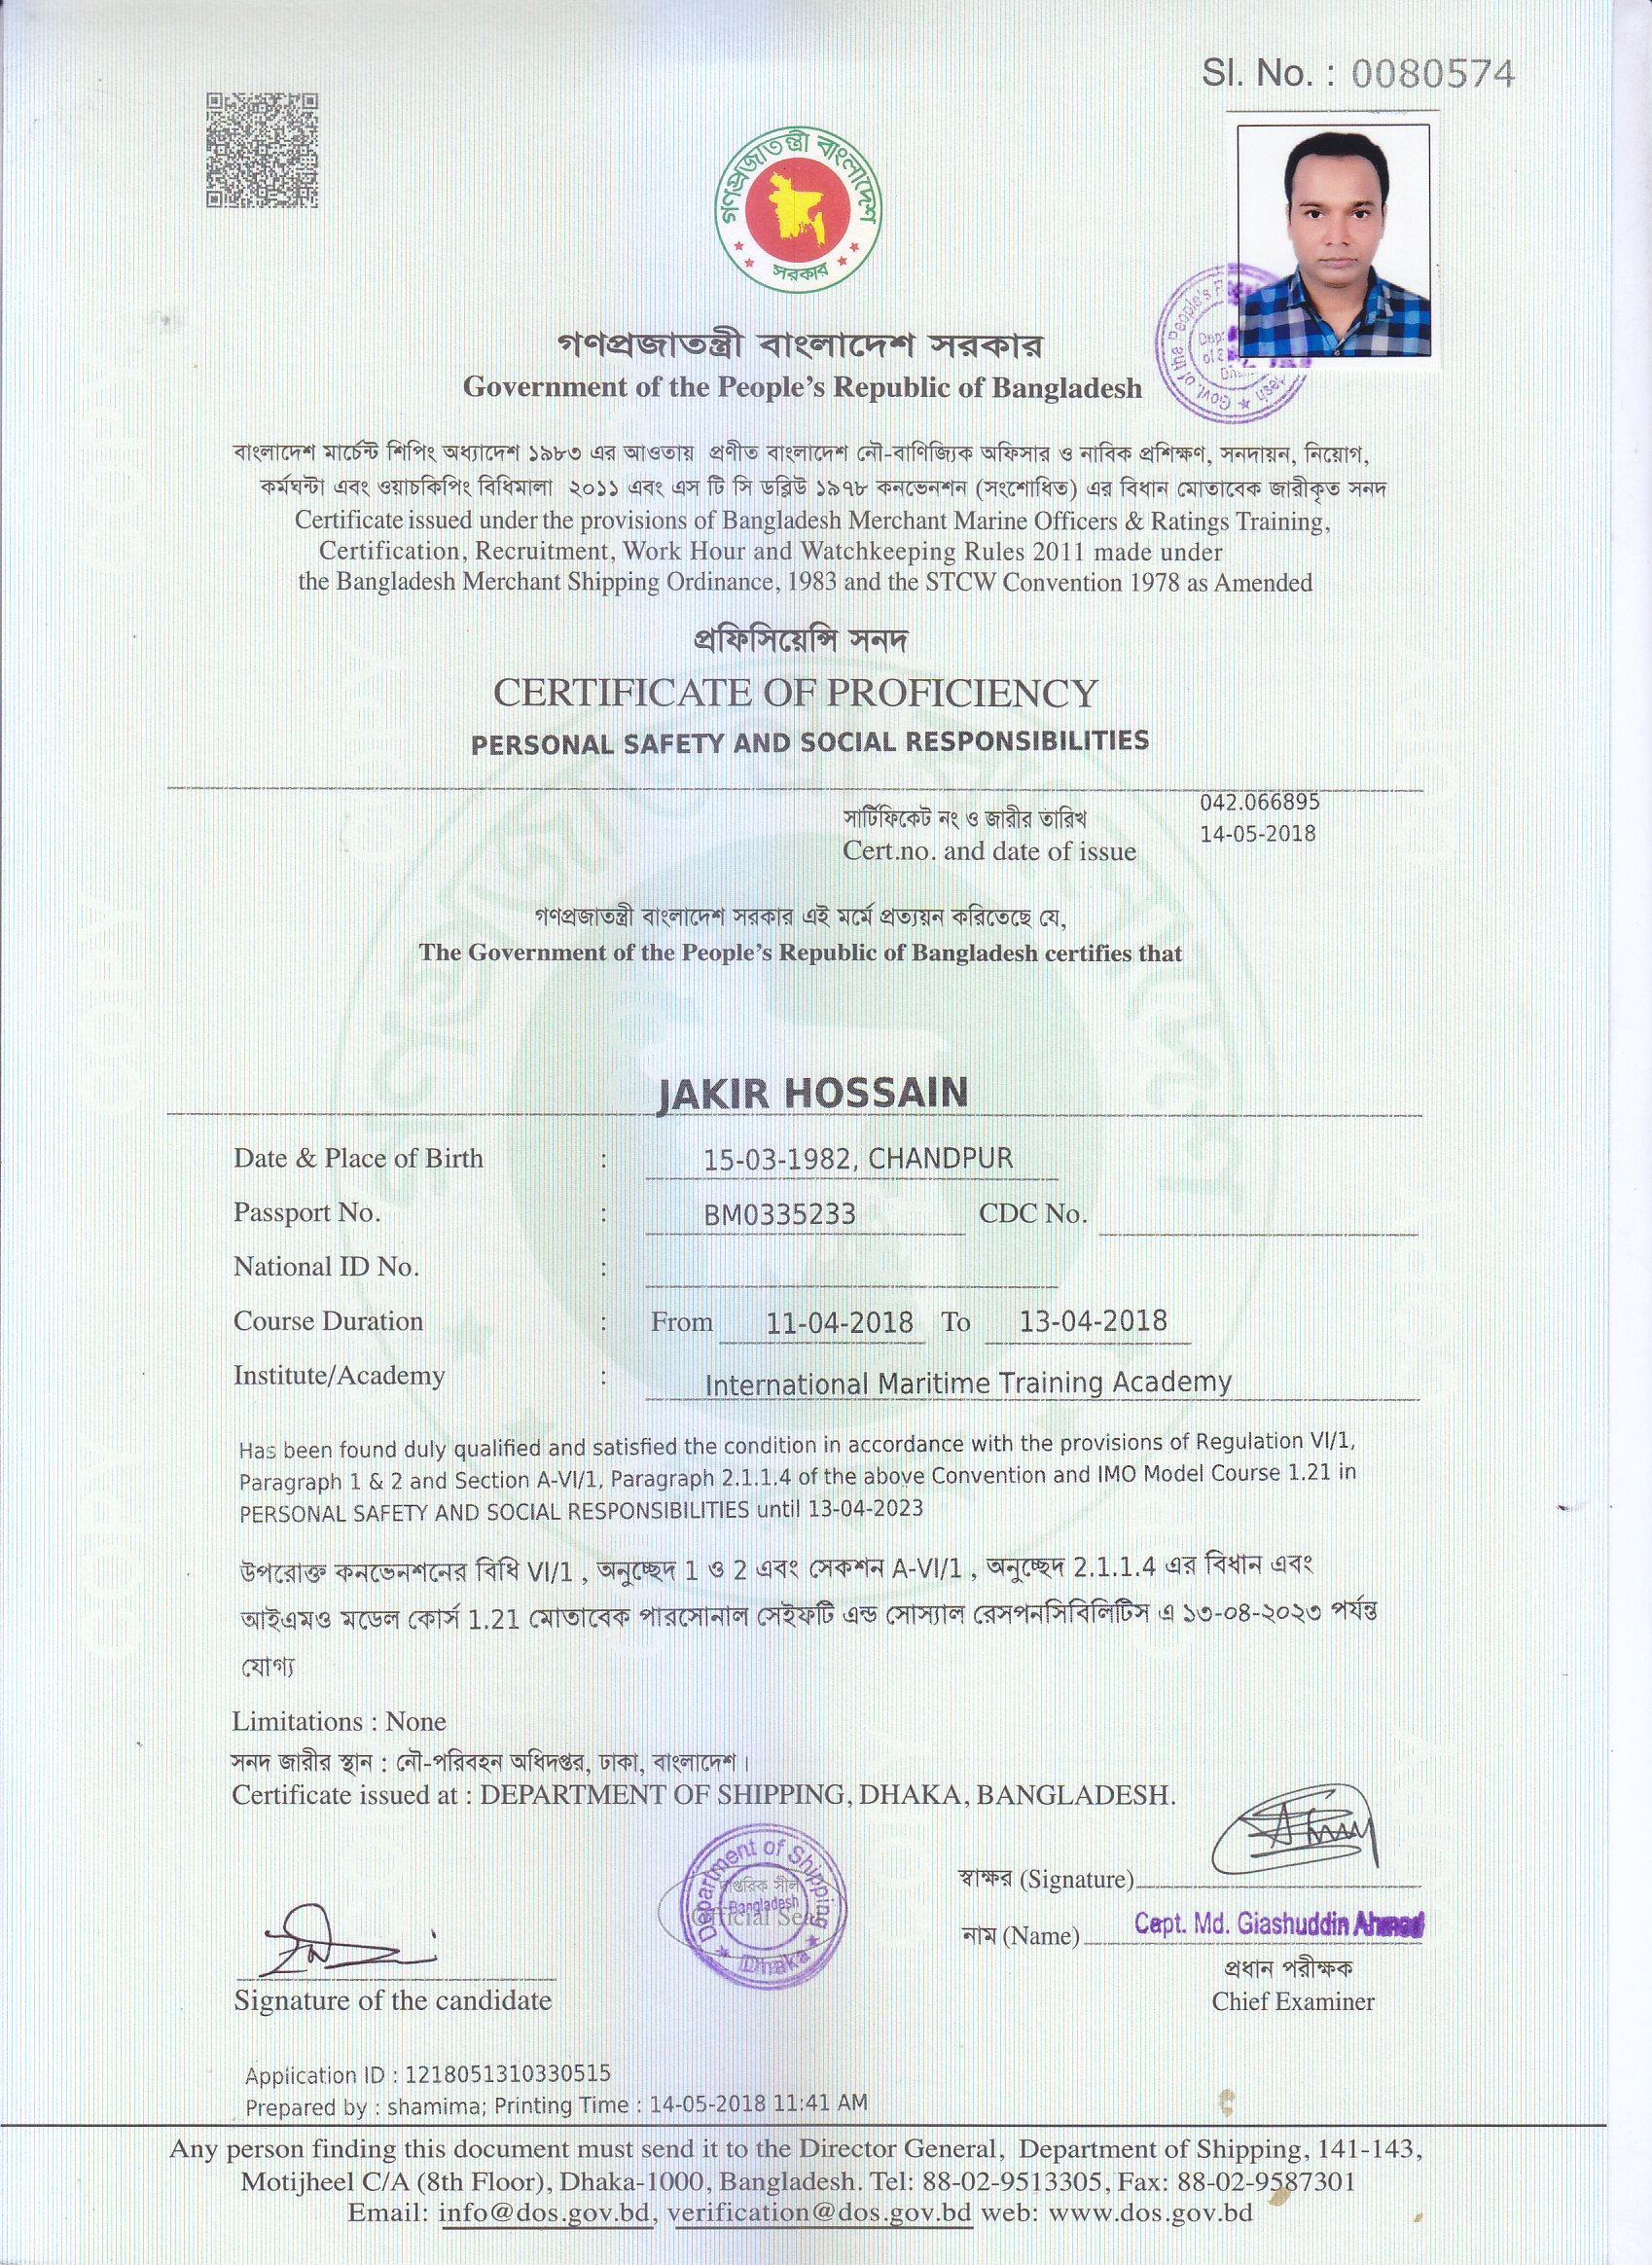 Sl. No. : 0080574
গণপ্রজাতন্ত্রী বাংলাদেশ
সরকার
গণপ্রজাতন্ত্রী বাংলাদেশ সরকার
Government of the People's Republic of Bangladesh
বাংলাদেশ মার্চেন্ট শিপিং অধ্যাদেশ ১৯৮৩ এর আওতায় প্রণীত বাংলাদেশ নৌ-বাণিজ্যিক অফিসার ও নাবিক প্রশিক্ষণ, সনদায়ন, নিয়োগ,
কর্মঘন্টা এবং ওয়াচকিপিং বিধিমালা ২০১১ এবং এস টি সি ডব্লিউ ১৯৭৮ কনভেনশন (সংশোধিত) এর বিধান মোতাবেক জারীকৃত সনদ
Certificate issued under the provisions of Bangladesh Merchant Marine Officers & Ratings Training,
Certification, Recruitment, Work Hour and Watchkeeping Rules 2011 made under
the Bangladesh Merchant Shipping Ordinance, 1983 and the STCW Convention 1978 as Amended
প্রফিসিয়েন্সি সনদ
CERTIFICATE OF PROFICIENCY
PERSONAL SAFETY AND SOCIAL RESPONSIBILITIES
সার্টিফিকেট নং ও জারীর তারিখ 042.066895
Cert.no. and date of issue 14-05-2018
গণপ্রজাতন্ত্রী বাংলাদেশ সরকার এই মর্মে প্রত্যয়ন করিতেছে যে,
The Government of the People's Republic of Bangladesh certifies that
JAKIR HOSSAIN
Date & Place of Birth : 15-03-1982, CHANDPUR
Passport No. : BM0335233 CDC No.
National ID No. :
Course Duration : From 11-04-2018 To 13-04-2018
Institute/Academy : International Maritime Training Academy
Has been found duly qualified and satisfied the condition in accordance with the provisions of Regulation VI/1,
Paragraph 1 & 2 and Section A-VI/1, Paragraph 2.1.1.4 of the above Convention and IMO Model Course 1.21 in
PERSONAL SAFETY AND SOCIAL RESPONSIBILITIES until 13-04-2023
উপরোক্ত কনভেনশনের বিধি VI/1 , অনুচ্ছেদ 1 ও 2 এবং সেকশন A-VI/1 , অনুচ্ছেদ 2.1.1.4 এর বিধান এবং
আইএমও মডেল কোর্স 1.21 মোতাবেক পারসোনাল সেইফটি এন্ড সোস্যাল রেসপনসিবিলিটিস এ ১৩-০৪-২০২৩ পর্যন্ত
যোগ্য
Limitations : None
সনদ জারীর স্থান : নৌ-পরিবহন অধিদপ্তর, ঢাকা, বাংলাদেশ।
Certificate issued at : DEPARTMENT OF SHIPPING, DHAKA, BANGLADESH.
Department of Shipping
দাপ্তরিক সীল
Bangladesh
Official Seal
Dhaka
স্বাক্ষর (Signature)
নাম (Name) Capt. Md. Giashuddin Ahmed
প্রধান পরীক্ষক
Signature of the candidate
Chief Examiner
Application ID : 1218051310330515
Prepared by : shamima; Printing Time : 14-05-2018 11:41 AM
Any person finding this document must send it to the Director General, Department of Shipping, 141-143,
Motijheel C/A (8th Floor), Dhaka-1000, Bangladesh. Tel: 88-02-9513305, Fax: 88-02-9587301
Email: info@dos.gov.bd, verification@dos.gov.bd web: www.dos.gov.bd